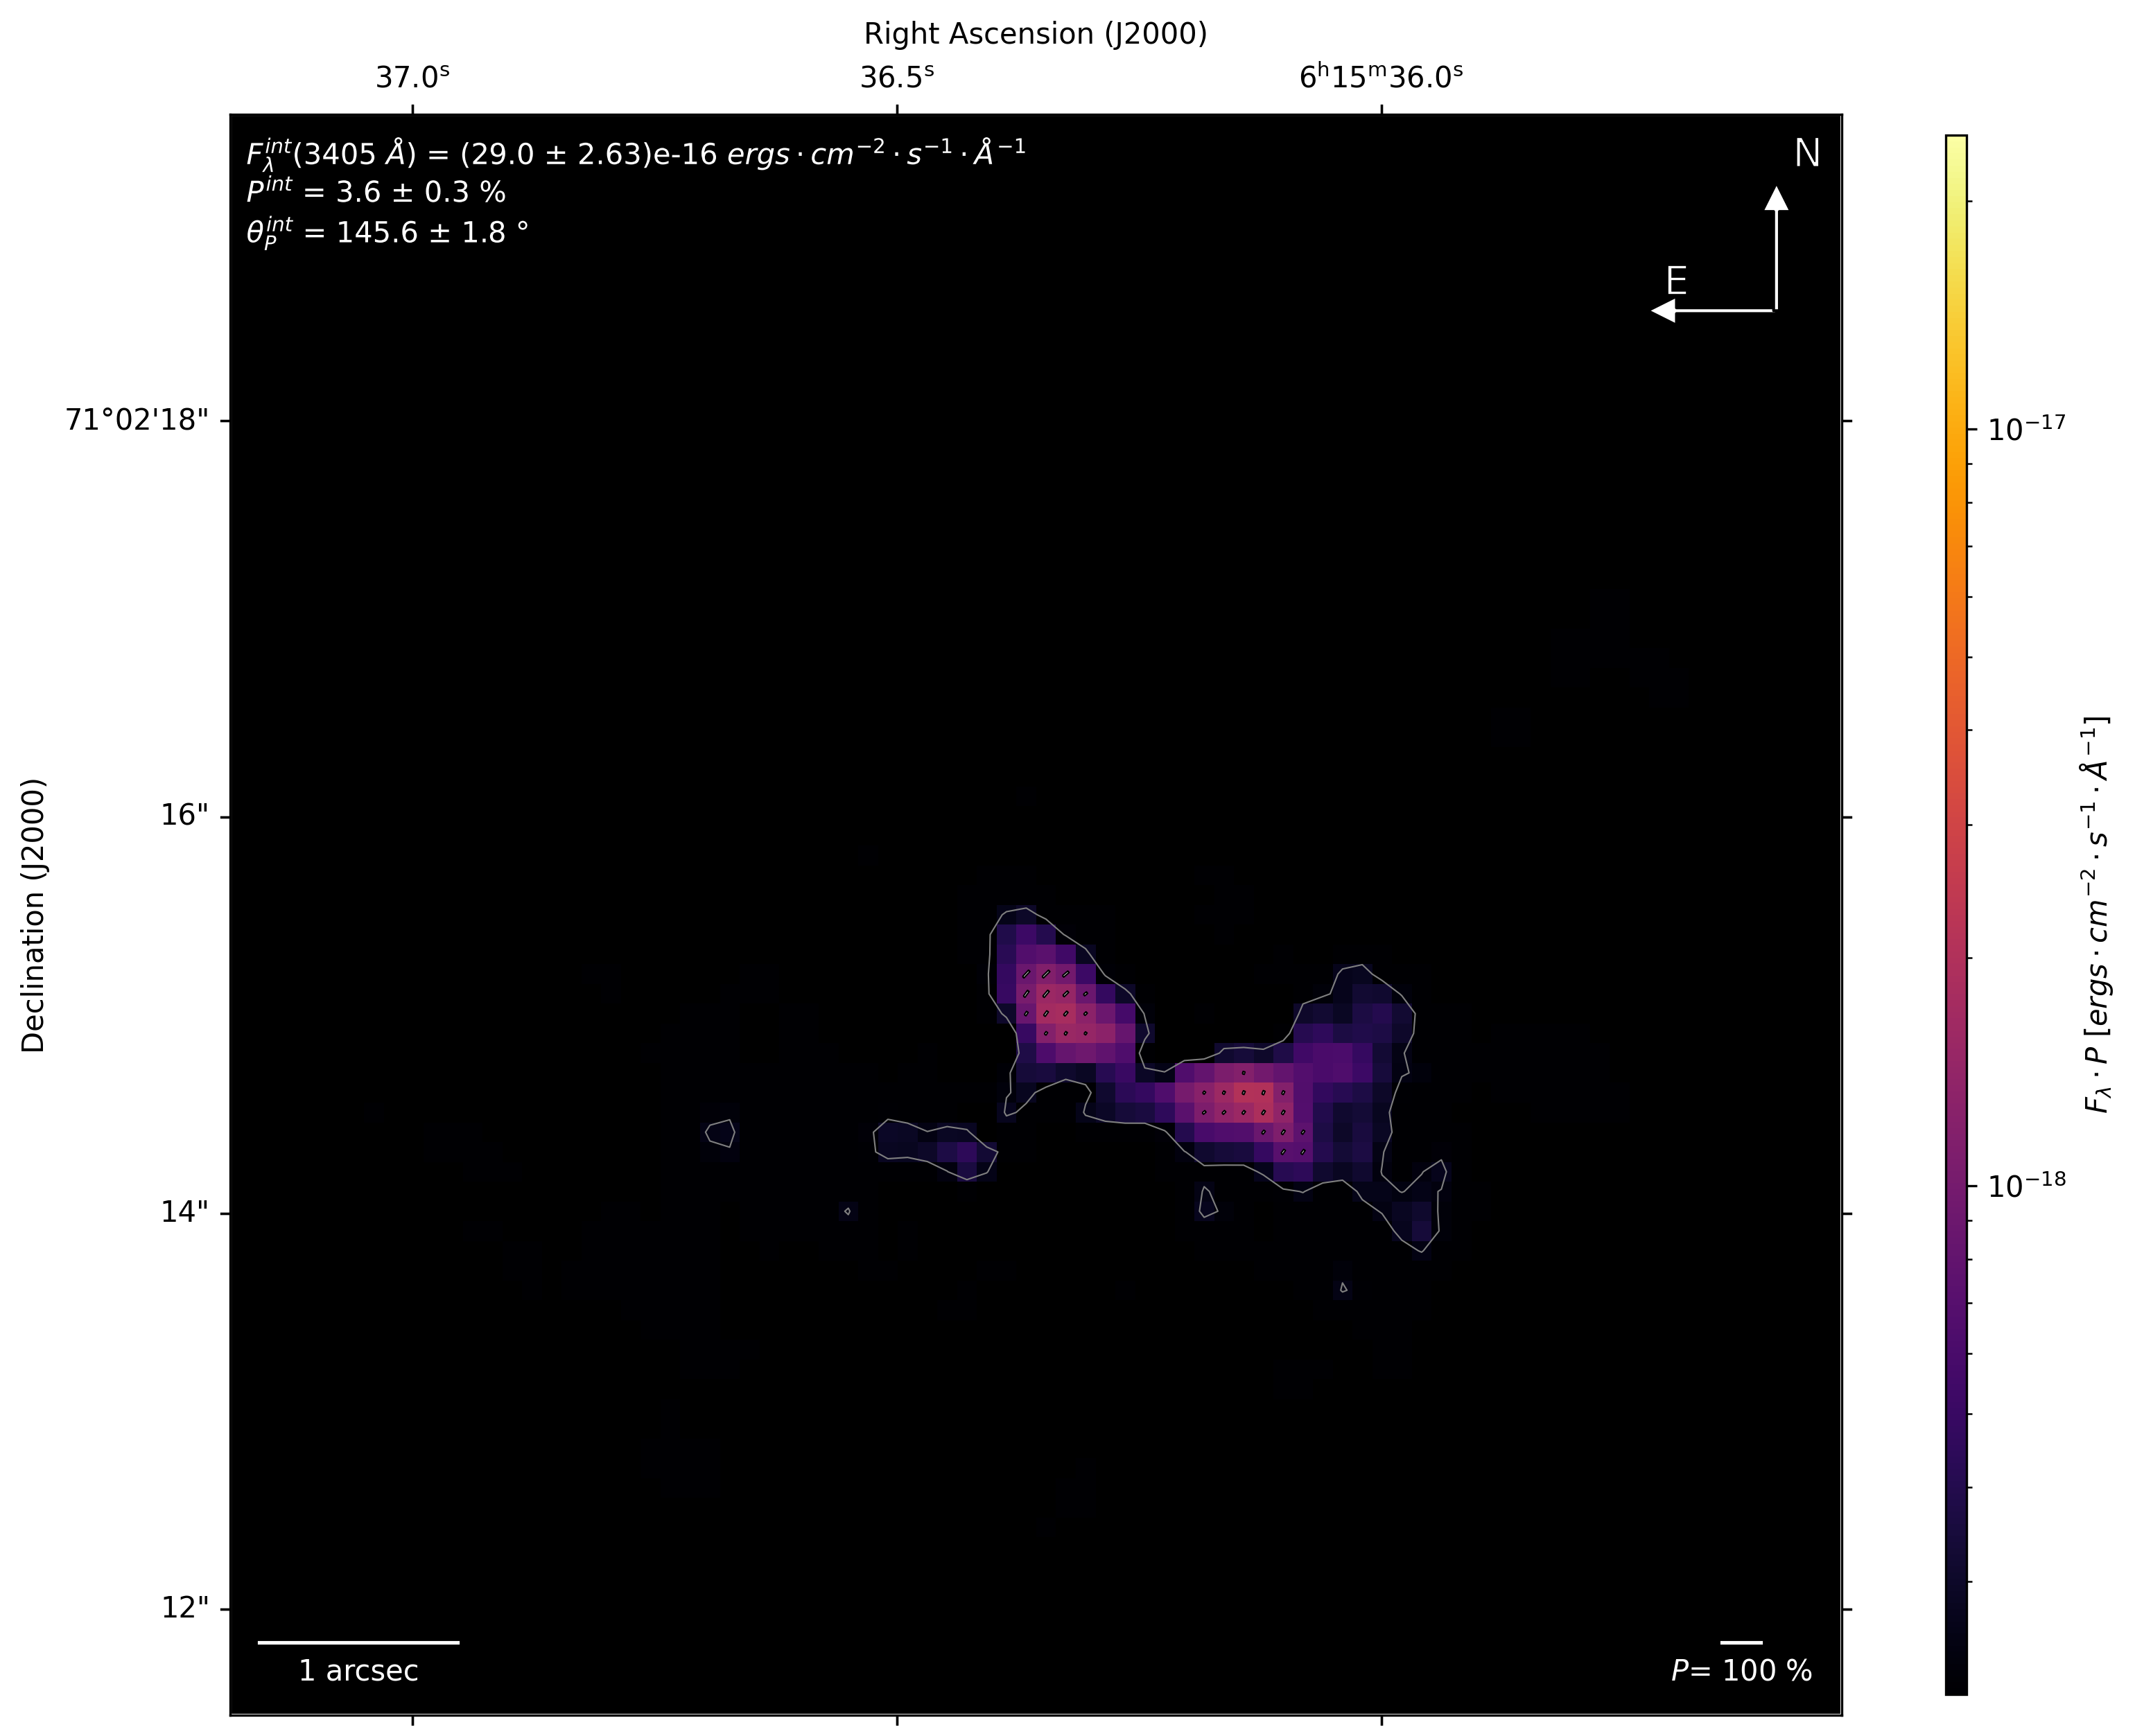 Right Ascension (J2000)
37.0ˢ 36.5ˢ 6ʰ15ᵐ36.0ˢ
F_λ^int(3405 Å) = (29.0 ± 2.63)e-16 ergs · cm⁻² · s⁻¹ · Å⁻¹
P^int = 3.6 ± 0.3 %
θ_P^int = 145.6 ± 1.8 °
N
E
71°02'18"
16"
14"
12"
Declination (J2000)
1 arcsec
P= 100 %
10⁻¹⁷
10⁻¹⁸
F_λ · P [ergs · cm⁻² · s⁻¹ · Å⁻¹]